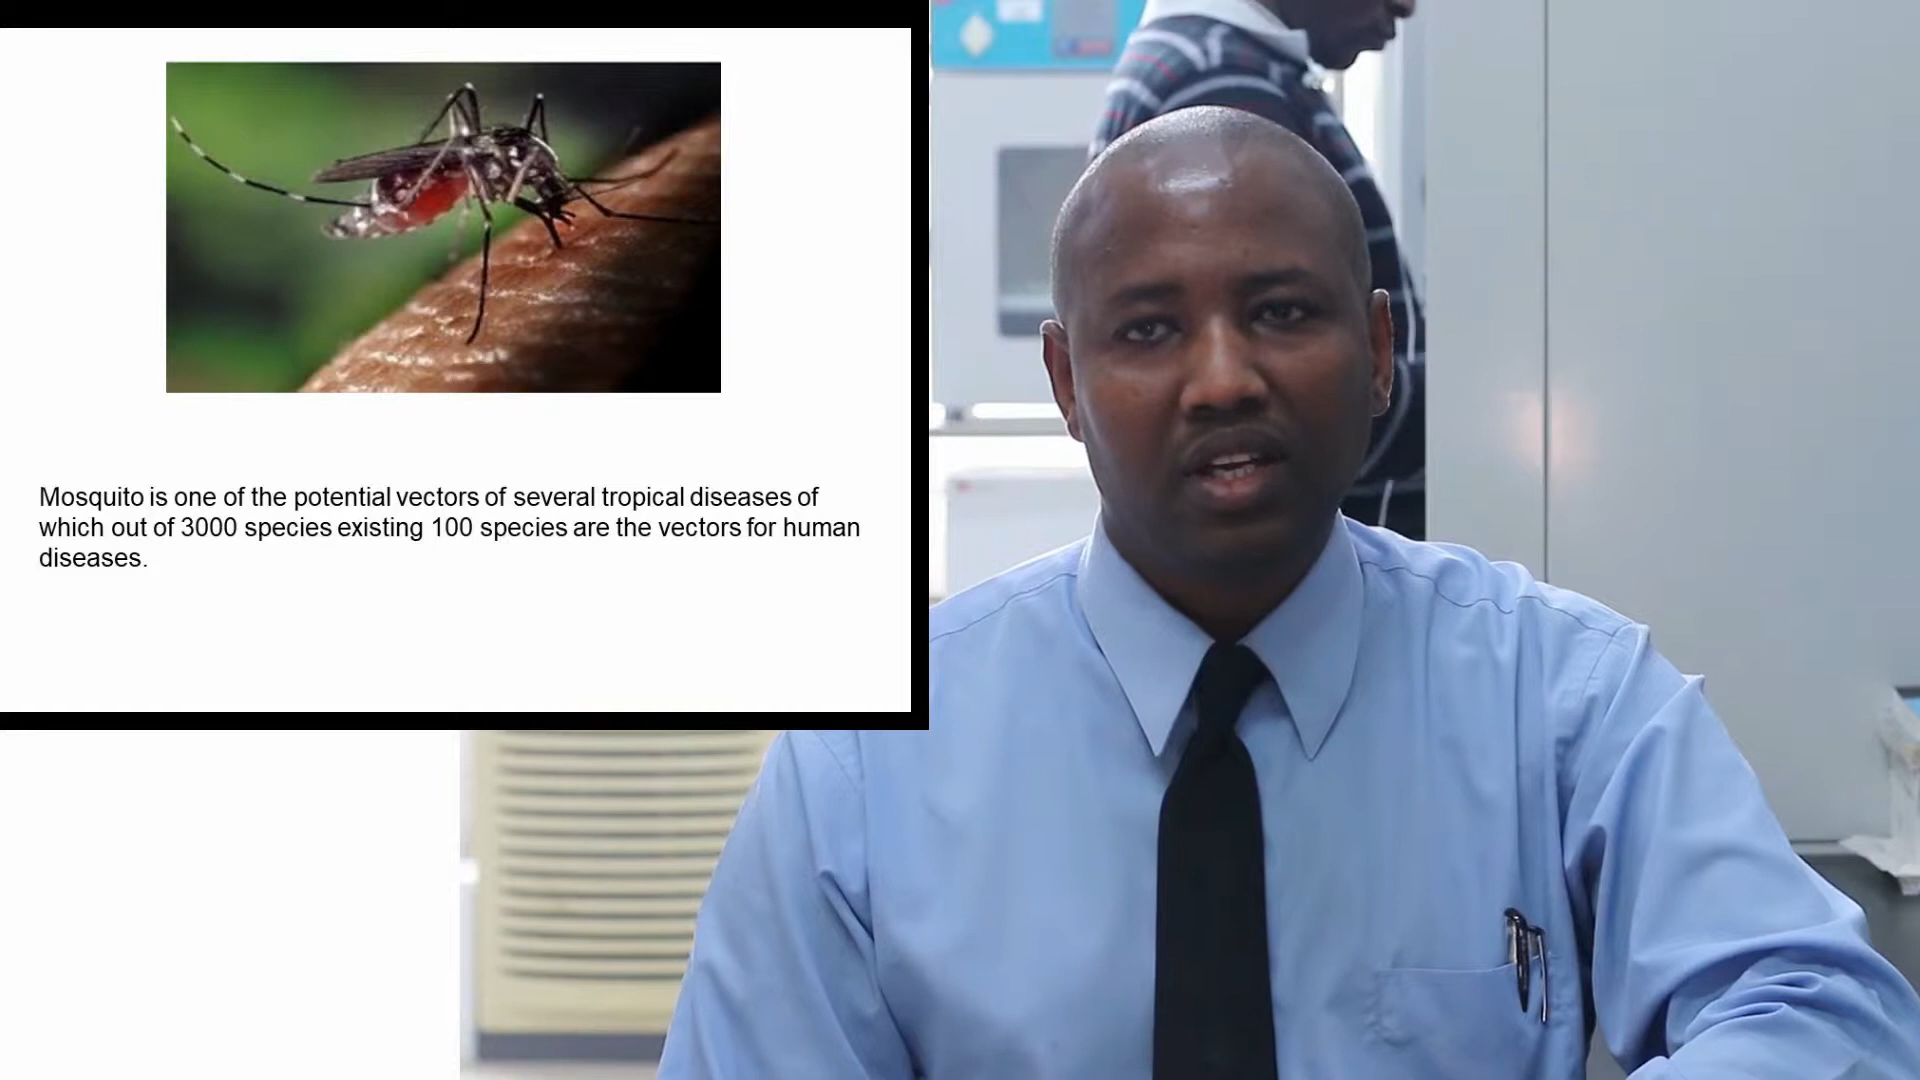 Mosquito is one of the potential vectors of several tropical diseases of
which out of 3000 species existing 100 species are the vectors for human
diseases.